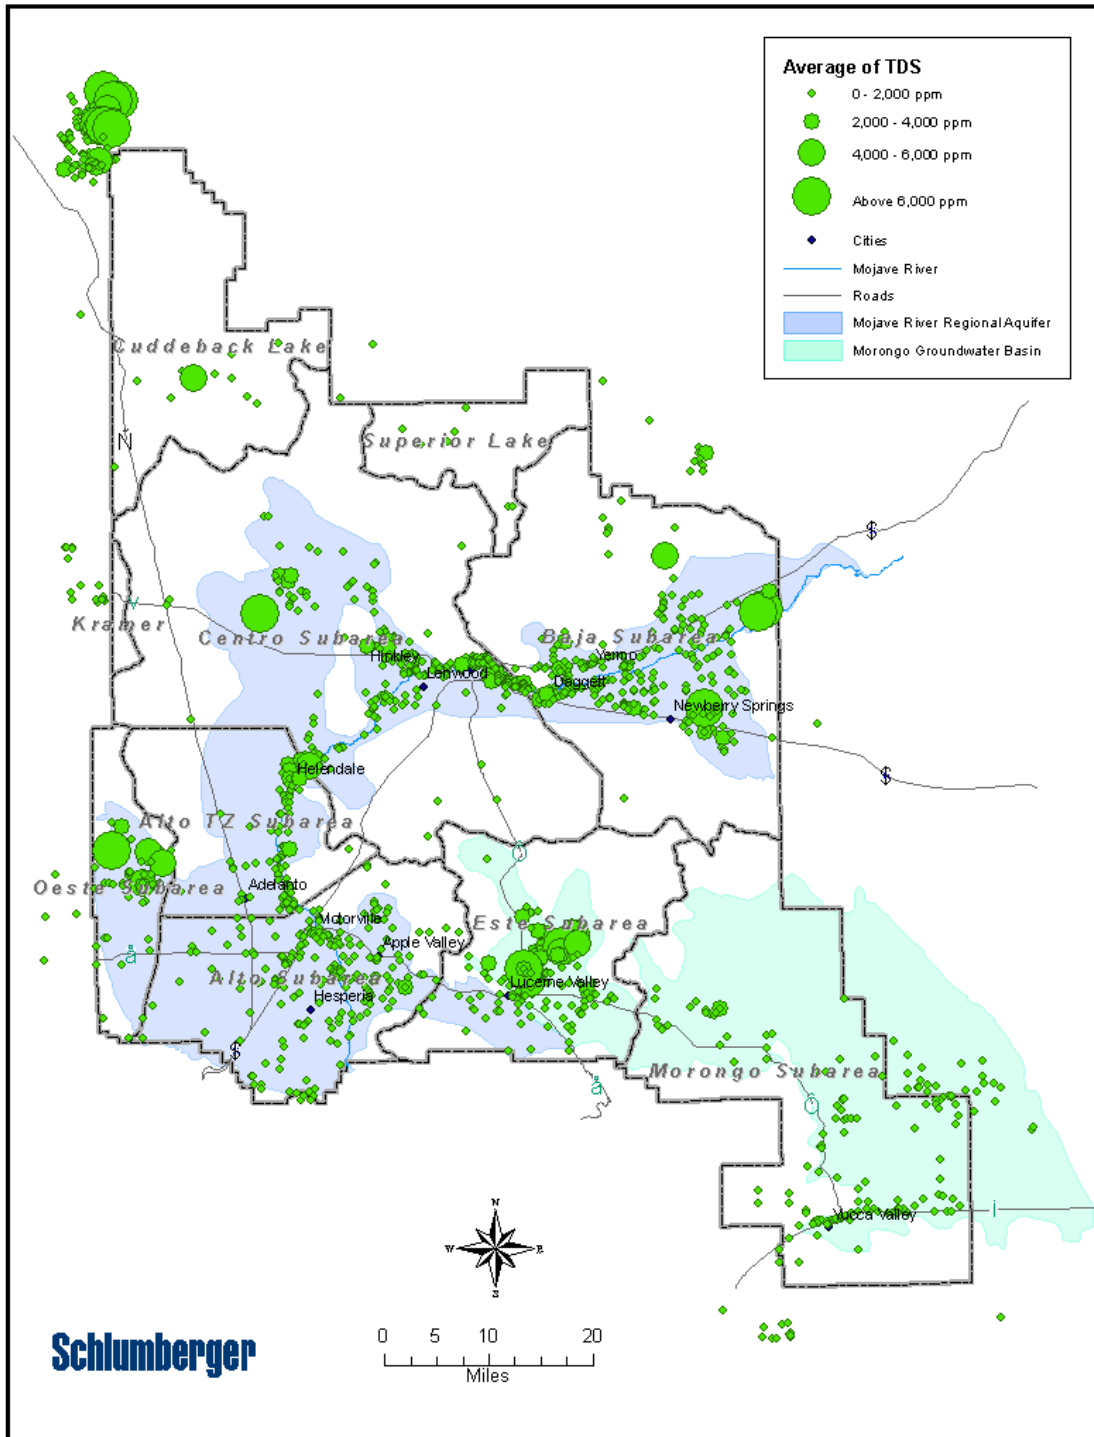 Average of TDS
0 - 2,000 ppm
2,000 - 4,000 ppm
4,000 - 6,000 ppm
Above 6,000 ppm
Cities
Mojave River
Roads
Mojave River Regional Aquifer
Morongo Groundwater Basin
Cuddeback Lake
Ñ
Superior Lake
$
v
Kramer
Centro Subarea
Baja Subarea
Hinkley
Yermo
Lenwood
Daggett
Newberry Springs
Helendale
$
Alto TZ Subarea
Ô
Oeste Subarea
Adelanto
Victorville
Este Subarea
Apple Valley
å
Alto Subarea
Lucerne Valley
Hesperia
$
Morongo Subarea
å
Ô
Yucca Valley
i
N
W E
S
Schlumberger
0 5 10 20
Miles